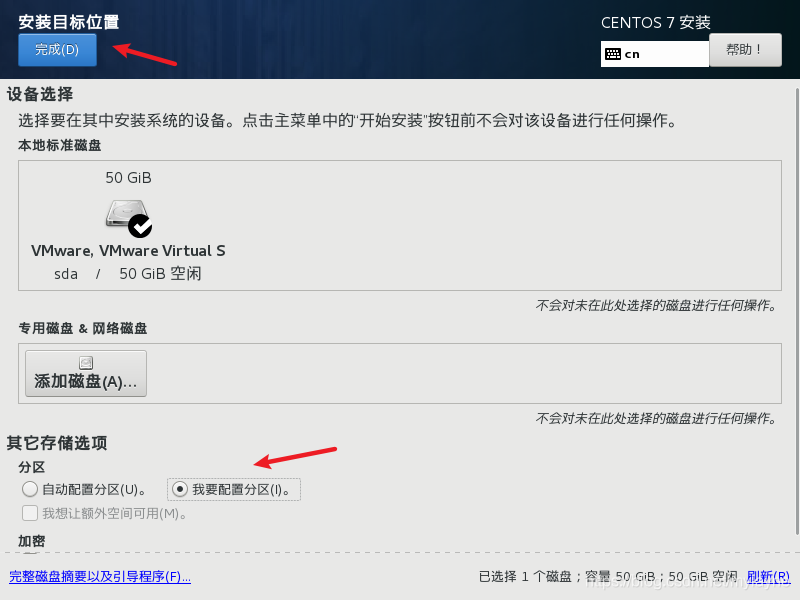 安装目标位置
CENTOS 7 安装
完成(D)
cn
帮助！
设备选择
选择要在其中安装系统的设备。点击主菜单中的“开始安装”按钮前不会对该设备进行任何操作。
本地标准磁盘
50 GiB
VMware, VMware Virtual S
sda / 50 GiB 空闲
不会对未在此处选择的磁盘进行任何操作。
专用磁盘 & 网络磁盘
添加磁盘(A)...
不会对未在此处选择的磁盘进行任何操作。
其它存储选项
分区
自动配置分区(U)。 我要配置分区(I)。
我想让额外空间可用(M)。
加密
完整磁盘摘要以及引导程序(F)...
已选择 1 个磁盘；容量 50 GiB；50 GiB 空闲 刷新(R)